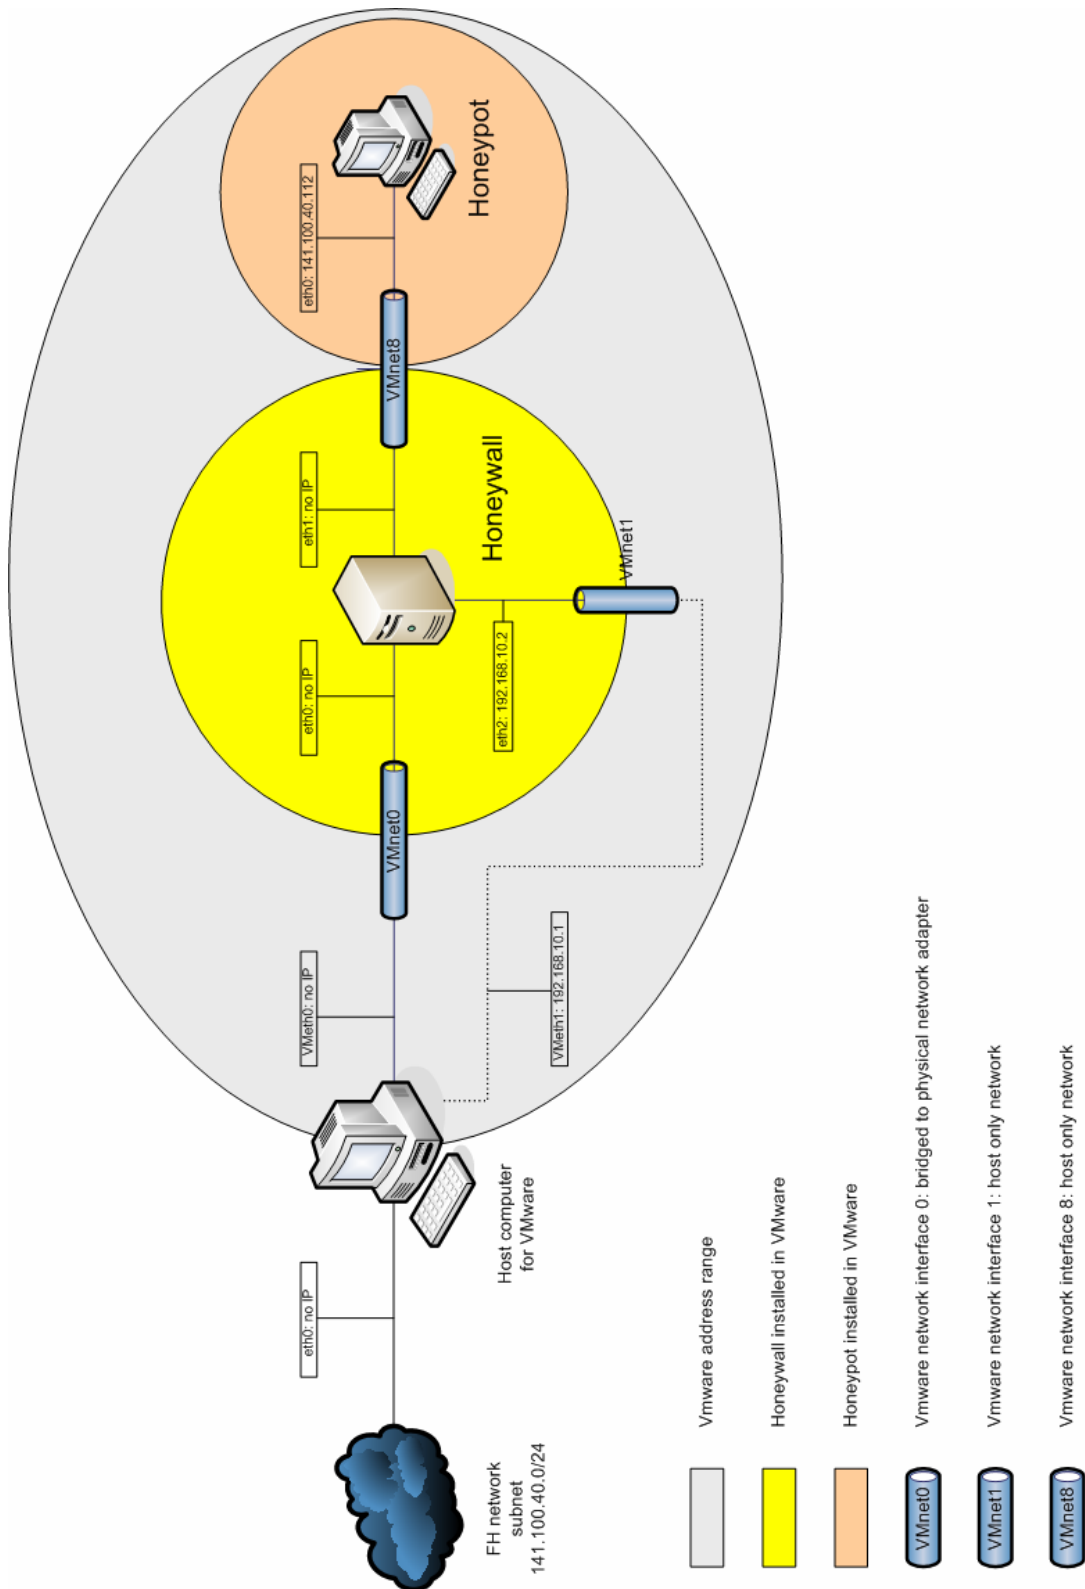 FH network
subnet
141.100.40.0/24
eth0: no IP
Host computer
for VMware
VMeth0: no IP
VMeth1: 192.168.10.1
VMnet0
eth0: no IP
eth2: 192.168.10.2
VMnet1
Honeywall
eth1: no IP
VMnet8
eth0: 141.100.40.112
Honeypot
Vmware address range
Honeywall installed in VMware
Honeypot installed in VMware
VMnet0
Vmware network interface 0: bridged to physical network adapter
VMnet1
Vmware network interface 1: host only network
VMnet8
Vmware network interface 8: host only network